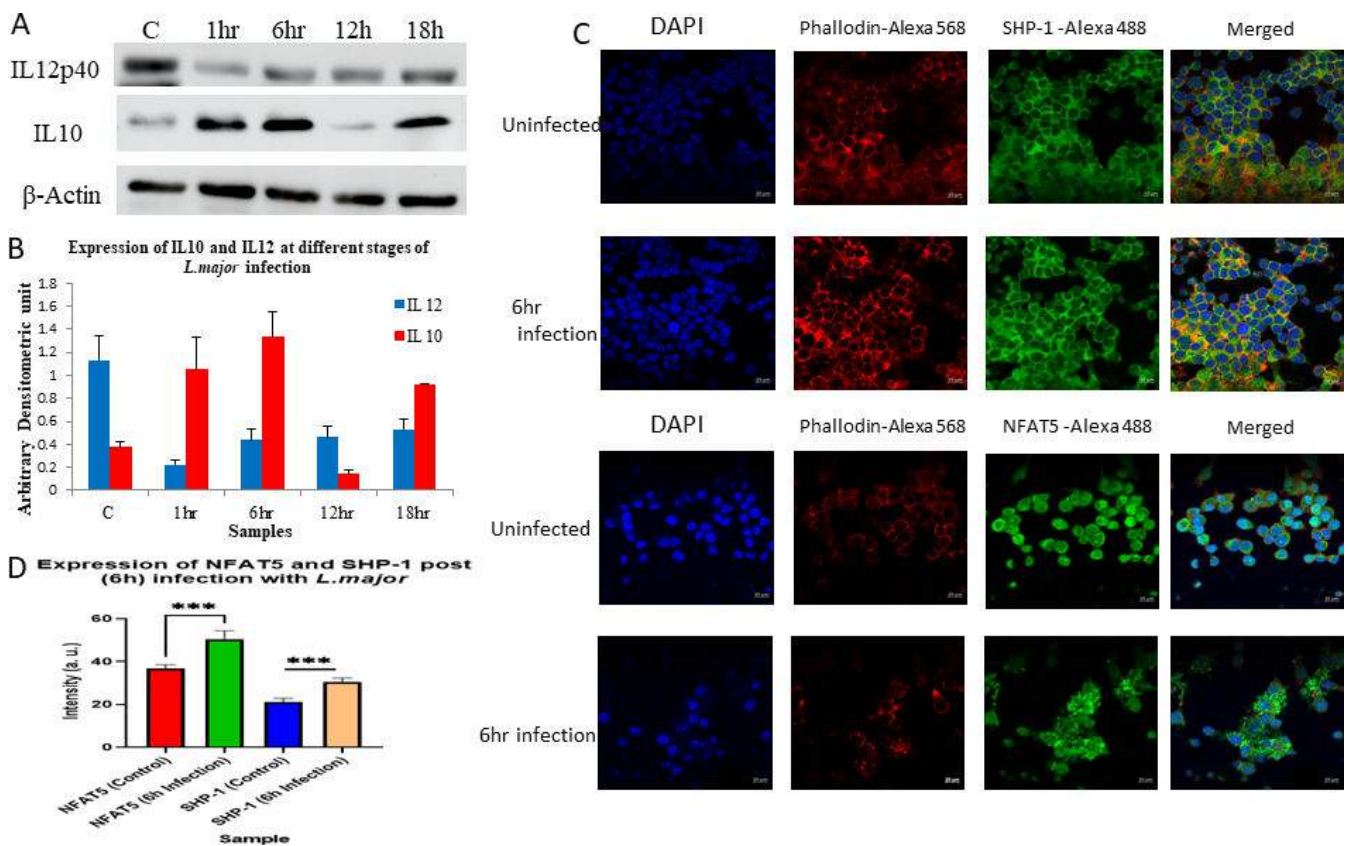 A
C 1hr 6hr 12h 18h
IL12p40
IL10
β-Actin
B
Expression of IL10 and IL12 at different stages of
L.major infection
Arbitrary Densitometric unit
1.8
1.6
1.4
1.2
1
0.8
0.6
0.4
0.2
0
IL 12
IL 10
C 1hr 6hr 12hr 18hr
Samples
D
Expression of NFAT5 and SHP-1 post
(6h) infection with L.major
Intensity (a. u.)
60
40
20
0
***
***
NFAT5 (Control)
NFAT5 (6h Infection)
SHP-1 (Control)
SHP-1 (6h Infection)
Sample
C
DAPI Phallodin-Alexa 568 SHP-1 -Alexa 488 Merged
Uninfected
6hr
infection
DAPI Phallodin-Alexa 568 NFAT5 -Alexa 488 Merged
Uninfected
6hr infection